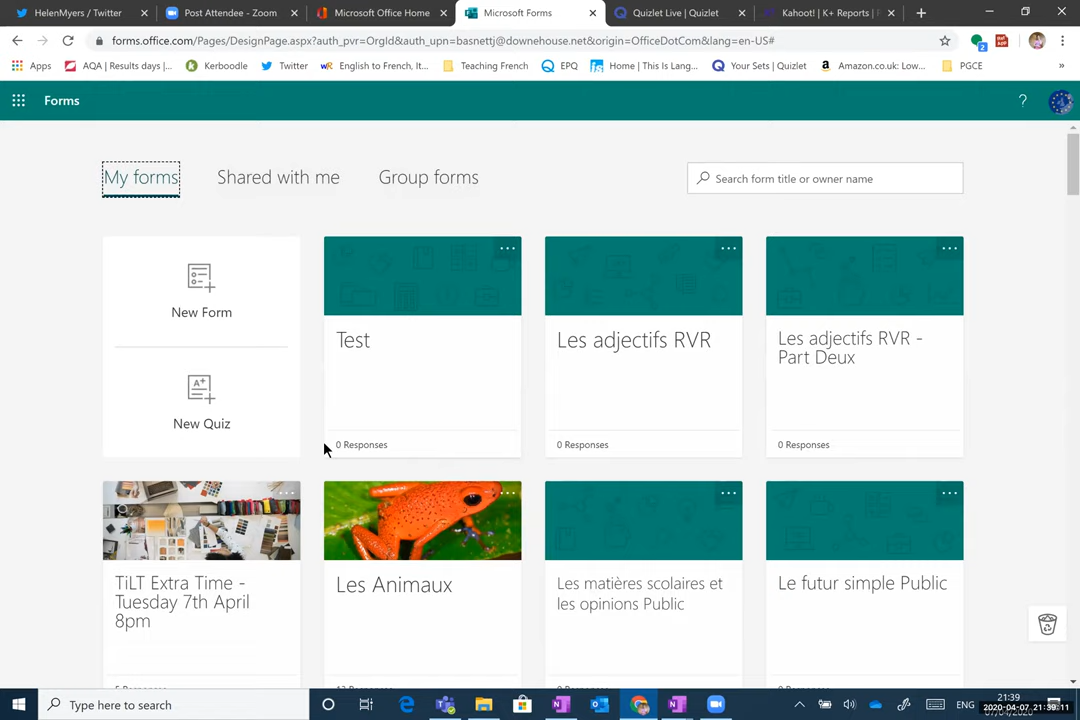 HelenMyers / Twitter
Post Attendee - Zoom
Microsoft Office Home
Microsoft Forms
Quizlet Live | Quizlet
Kahoot! | K+ Reports |
forms.office.com/Pages/DesignPage.aspx?auth_pvr=OrgId&auth_upn=basnettj@downehouse.net&origin=OfficeDotCom&lang=en-US#
Apps
AQA | Results days |...
Kerboodle
Twitter
English to French, It...
Teaching French
EPQ
Home | This Is Lang...
Your Sets | Quizlet
Amazon.co.uk: Low...
PGCE
»
Forms
?
My forms
Shared with me
Group forms
Search form title or owner name
New Form
New Quiz
Test
0 Responses
Les adjectifs RVR
0 Responses
Les adjectifs RVR -
Part Deux
0 Responses
TiLT Extra Time -
Tuesday 7th April
8pm
Les Animaux
Les matières scolaires et
les opinions Public
Le futur simple Public
Type here to search
ENG
21:39
2020-04-07 21:39:11